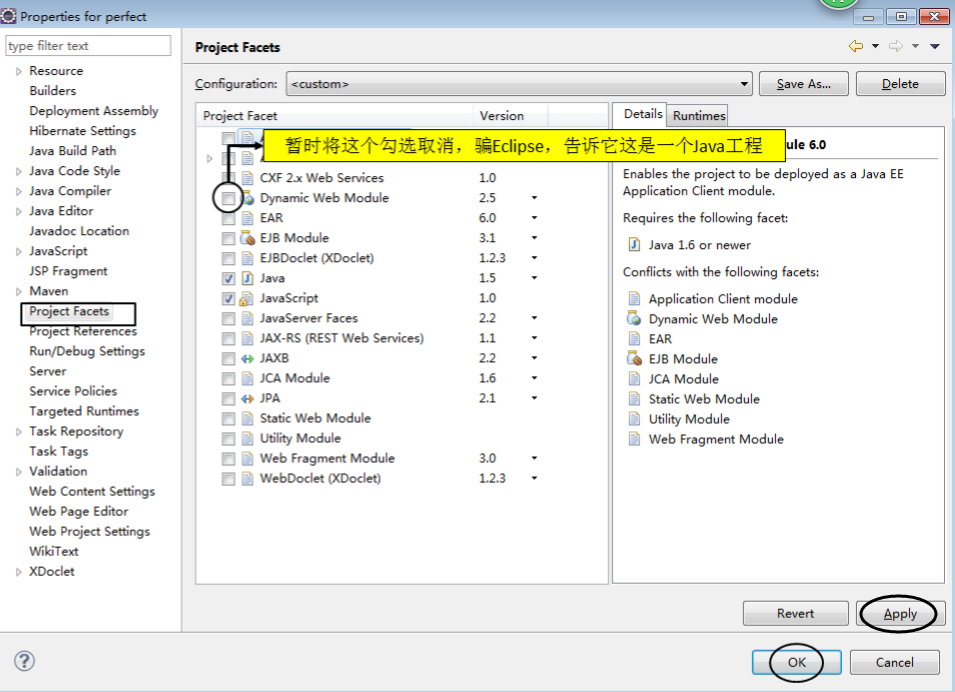 Properties for perfect
type filter text
Resource
Builders
Deployment Assembly
Hibernate Settings
Java Build Path
Java Code Style
Java Compiler
Java Editor
Javadoc Location
JavaScript
JSP Fragment
Maven
Project Facets
Project References
Run/Debug Settings
Server
Service Policies
Targeted Runtimes
Task Repository
Task Tags
Validation
Web Content Settings
Web Page Editor
Web Project Settings
WikiText
XDoclet
Project Facets
Configuration: <custom> Save As... Delete
Project Facet Version
暂时将这个勾选取消，骗Eclipse，告诉它这是一个Java工程
CXF 2.x Web Services 1.0
Dynamic Web Module 2.5
EAR 6.0
EJB Module 3.1
EJBDoclet (XDoclet) 1.2.3
Java 1.5
JavaScript 1.0
JavaServer Faces 2.2
JAX-RS (REST Web Services) 1.1
JAXB 2.2
JCA Module 1.6
JPA 2.1
Static Web Module
Utility Module
Web Fragment Module 3.0
WebDoclet (XDoclet) 1.2.3
Details Runtimes
ule 6.0
Enables the project to be deployed as a Java EE
Application Client module.
Requires the following facet:
Java 1.6 or newer
Conflicts with the following facets:
Application Client module
Dynamic Web Module
EAR
EJB Module
JCA Module
Static Web Module
Utility Module
Web Fragment Module
Revert Apply
OK Cancel